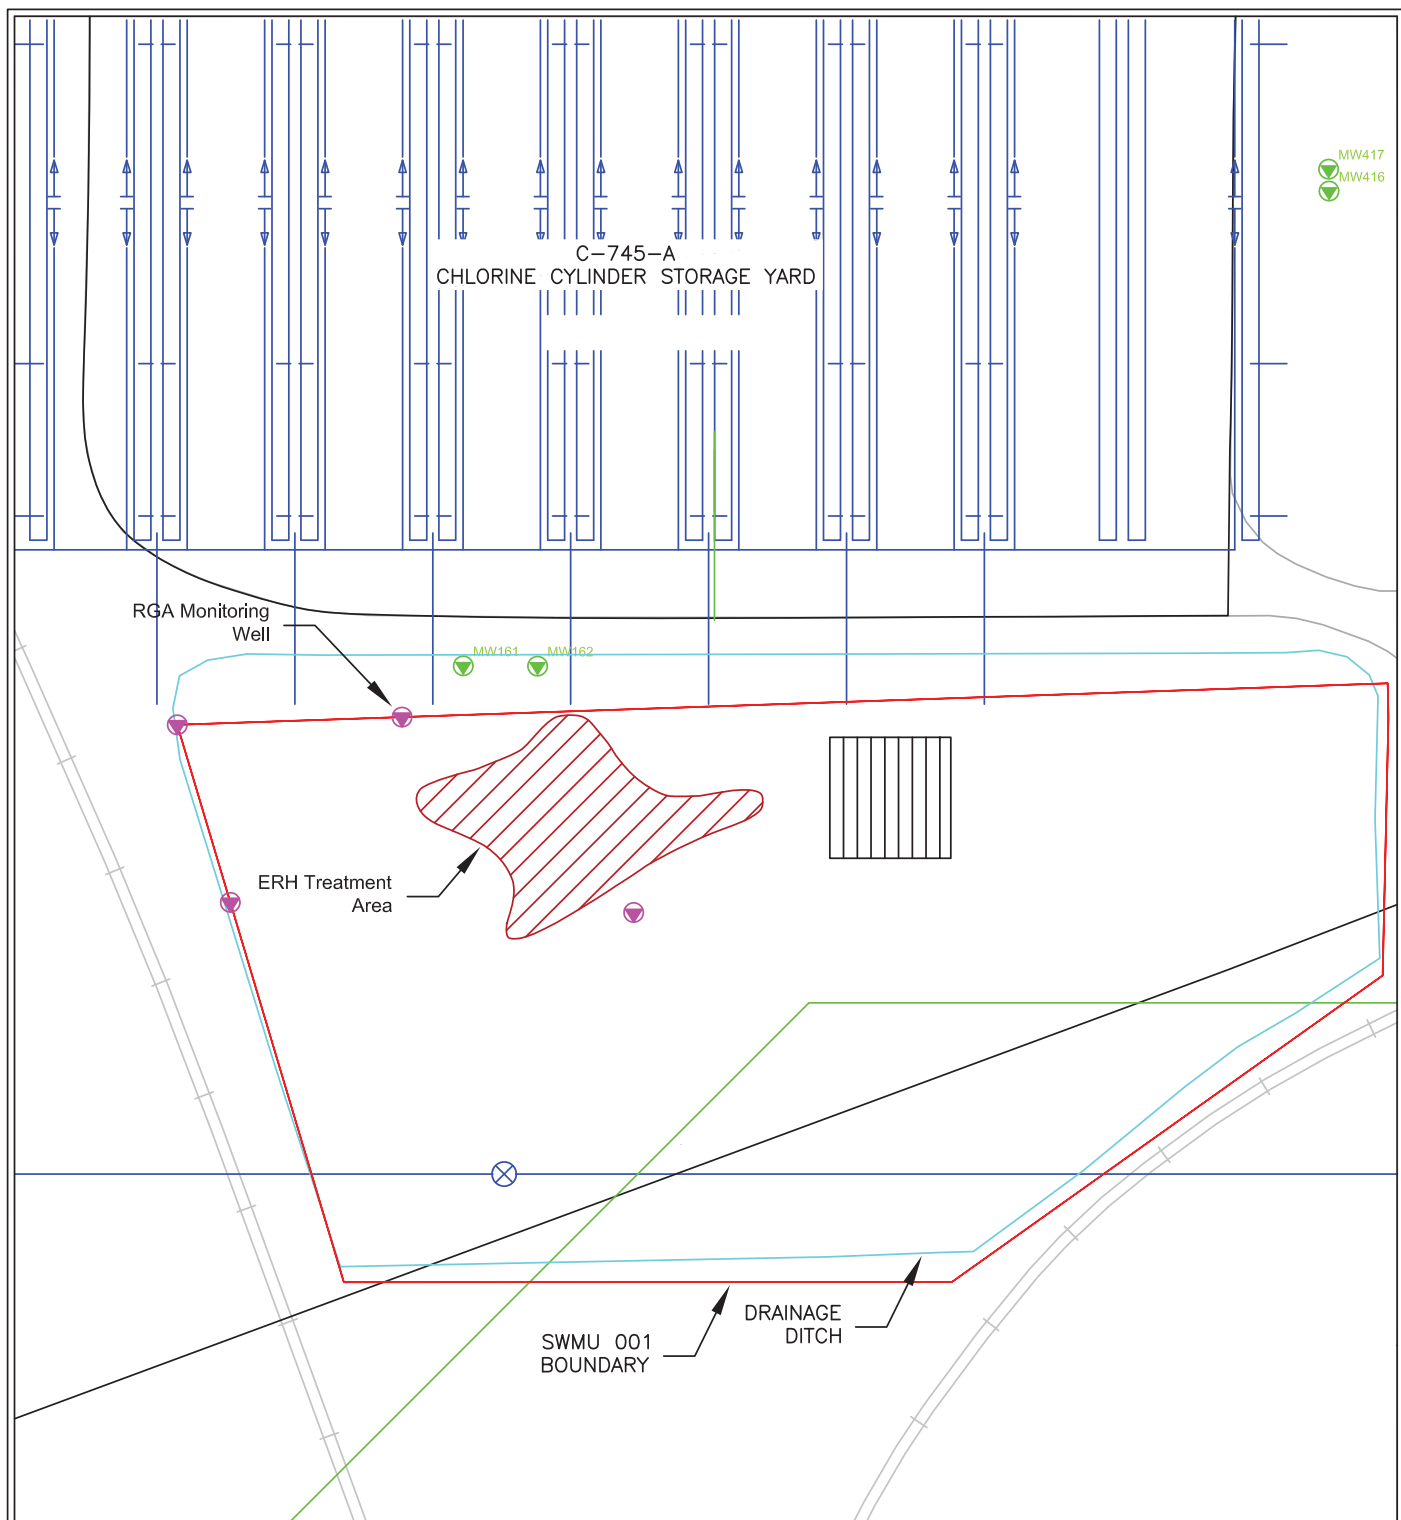 MW417
MW416
C-745-A
CHLORINE CYLINDER STORAGE YARD
RGA Monitoring
Well
MW161
MW162
ERH Treatment
Area
DRAINAGE
DITCH
SWMU 001
BOUNDARY